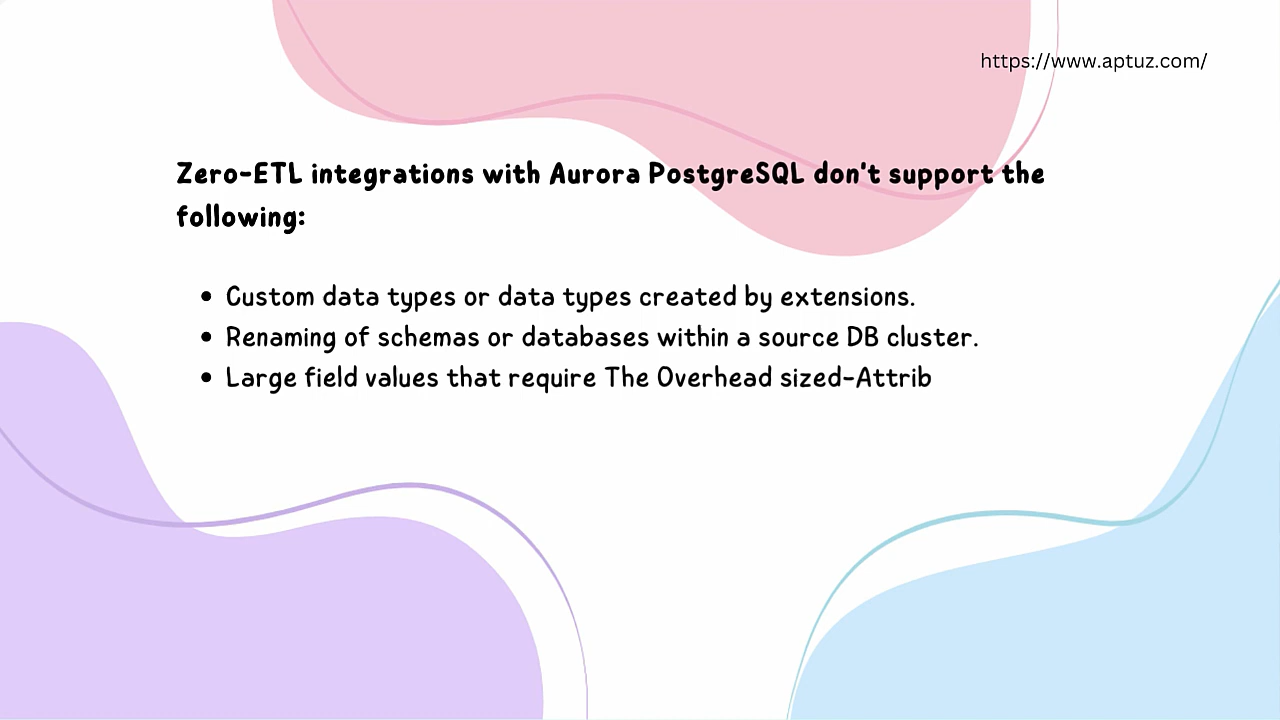 https://www.aptuz.com/
Zero-ETL integrations with Aurora PostgreSQL don't support the
following:
• Custom data types or data types created by extensions.
• Renaming of schemas or databases within a source DB cluster.
• Large field values that require The Overhead sized-Attrib